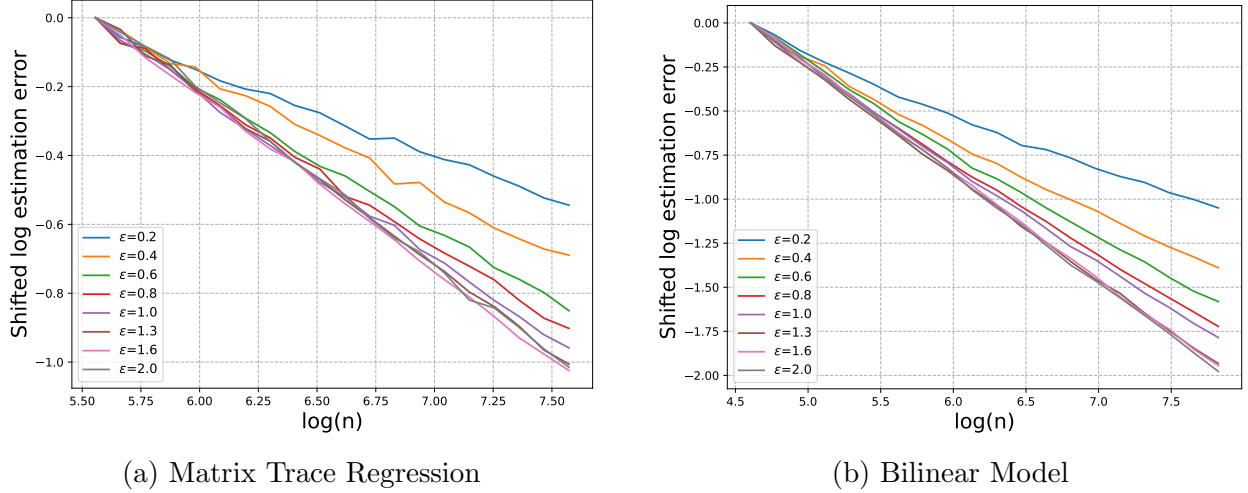 0.0
−0.2
−0.4
−0.6
−0.8
−1.0
Shifted log estimation error
5.50 5.75 6.00 6.25 6.50 6.75 7.00 7.25 7.50
log(n)
ε=0.2
ε=0.4
ε=0.6
ε=0.8
ε=1.0
ε=1.3
ε=1.6
ε=2.0
(a) Matrix Trace Regression
0.00
−0.25
−0.50
−0.75
−1.00
−1.25
−1.50
−1.75
−2.00
Shifted log estimation error
4.5 5.0 5.5 6.0 6.5 7.0 7.5
log(n)
ε=0.2
ε=0.4
ε=0.6
ε=0.8
ε=1.0
ε=1.3
ε=1.6
ε=2.0
(b) Bilinear Model